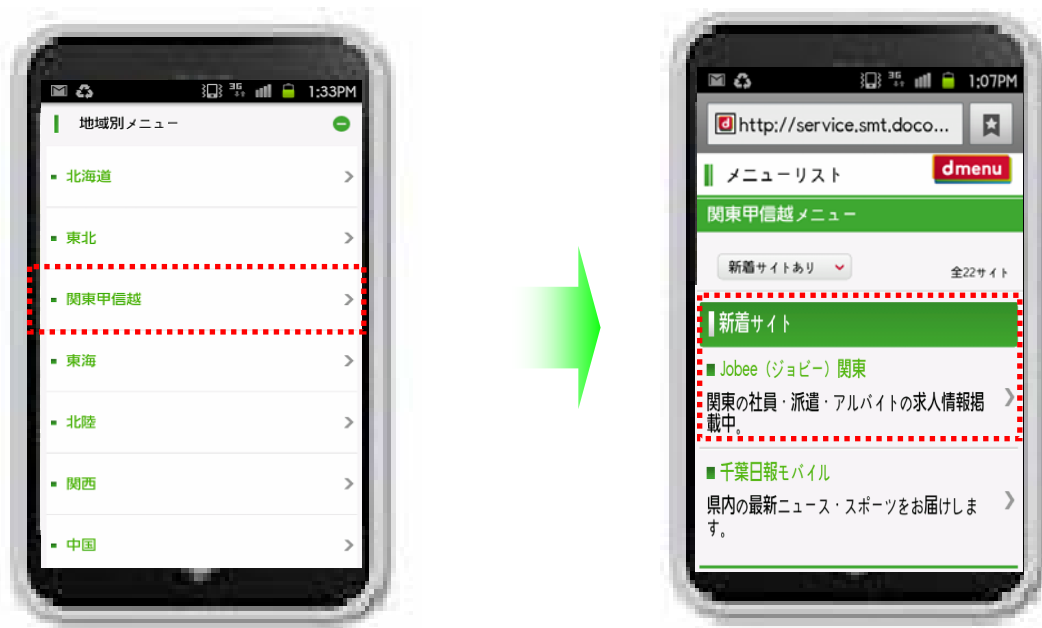 3G 1:33PM
地域別メニュー
北海道
東北
関東甲信越
東海
北陸
関西
中国
3G 1:07PM
http://service.smt.doco...
メニューリスト
dmenu
関東甲信越メニュー
新着サイトあり
全22サイト
新着サイト
Jobee（ジョビー）関東
関東の社員・派遣・アルバイトの求人情報掲
載中。
千葉日報モバイル
県内の最新ニュース・スポーツをお届けしま
す。